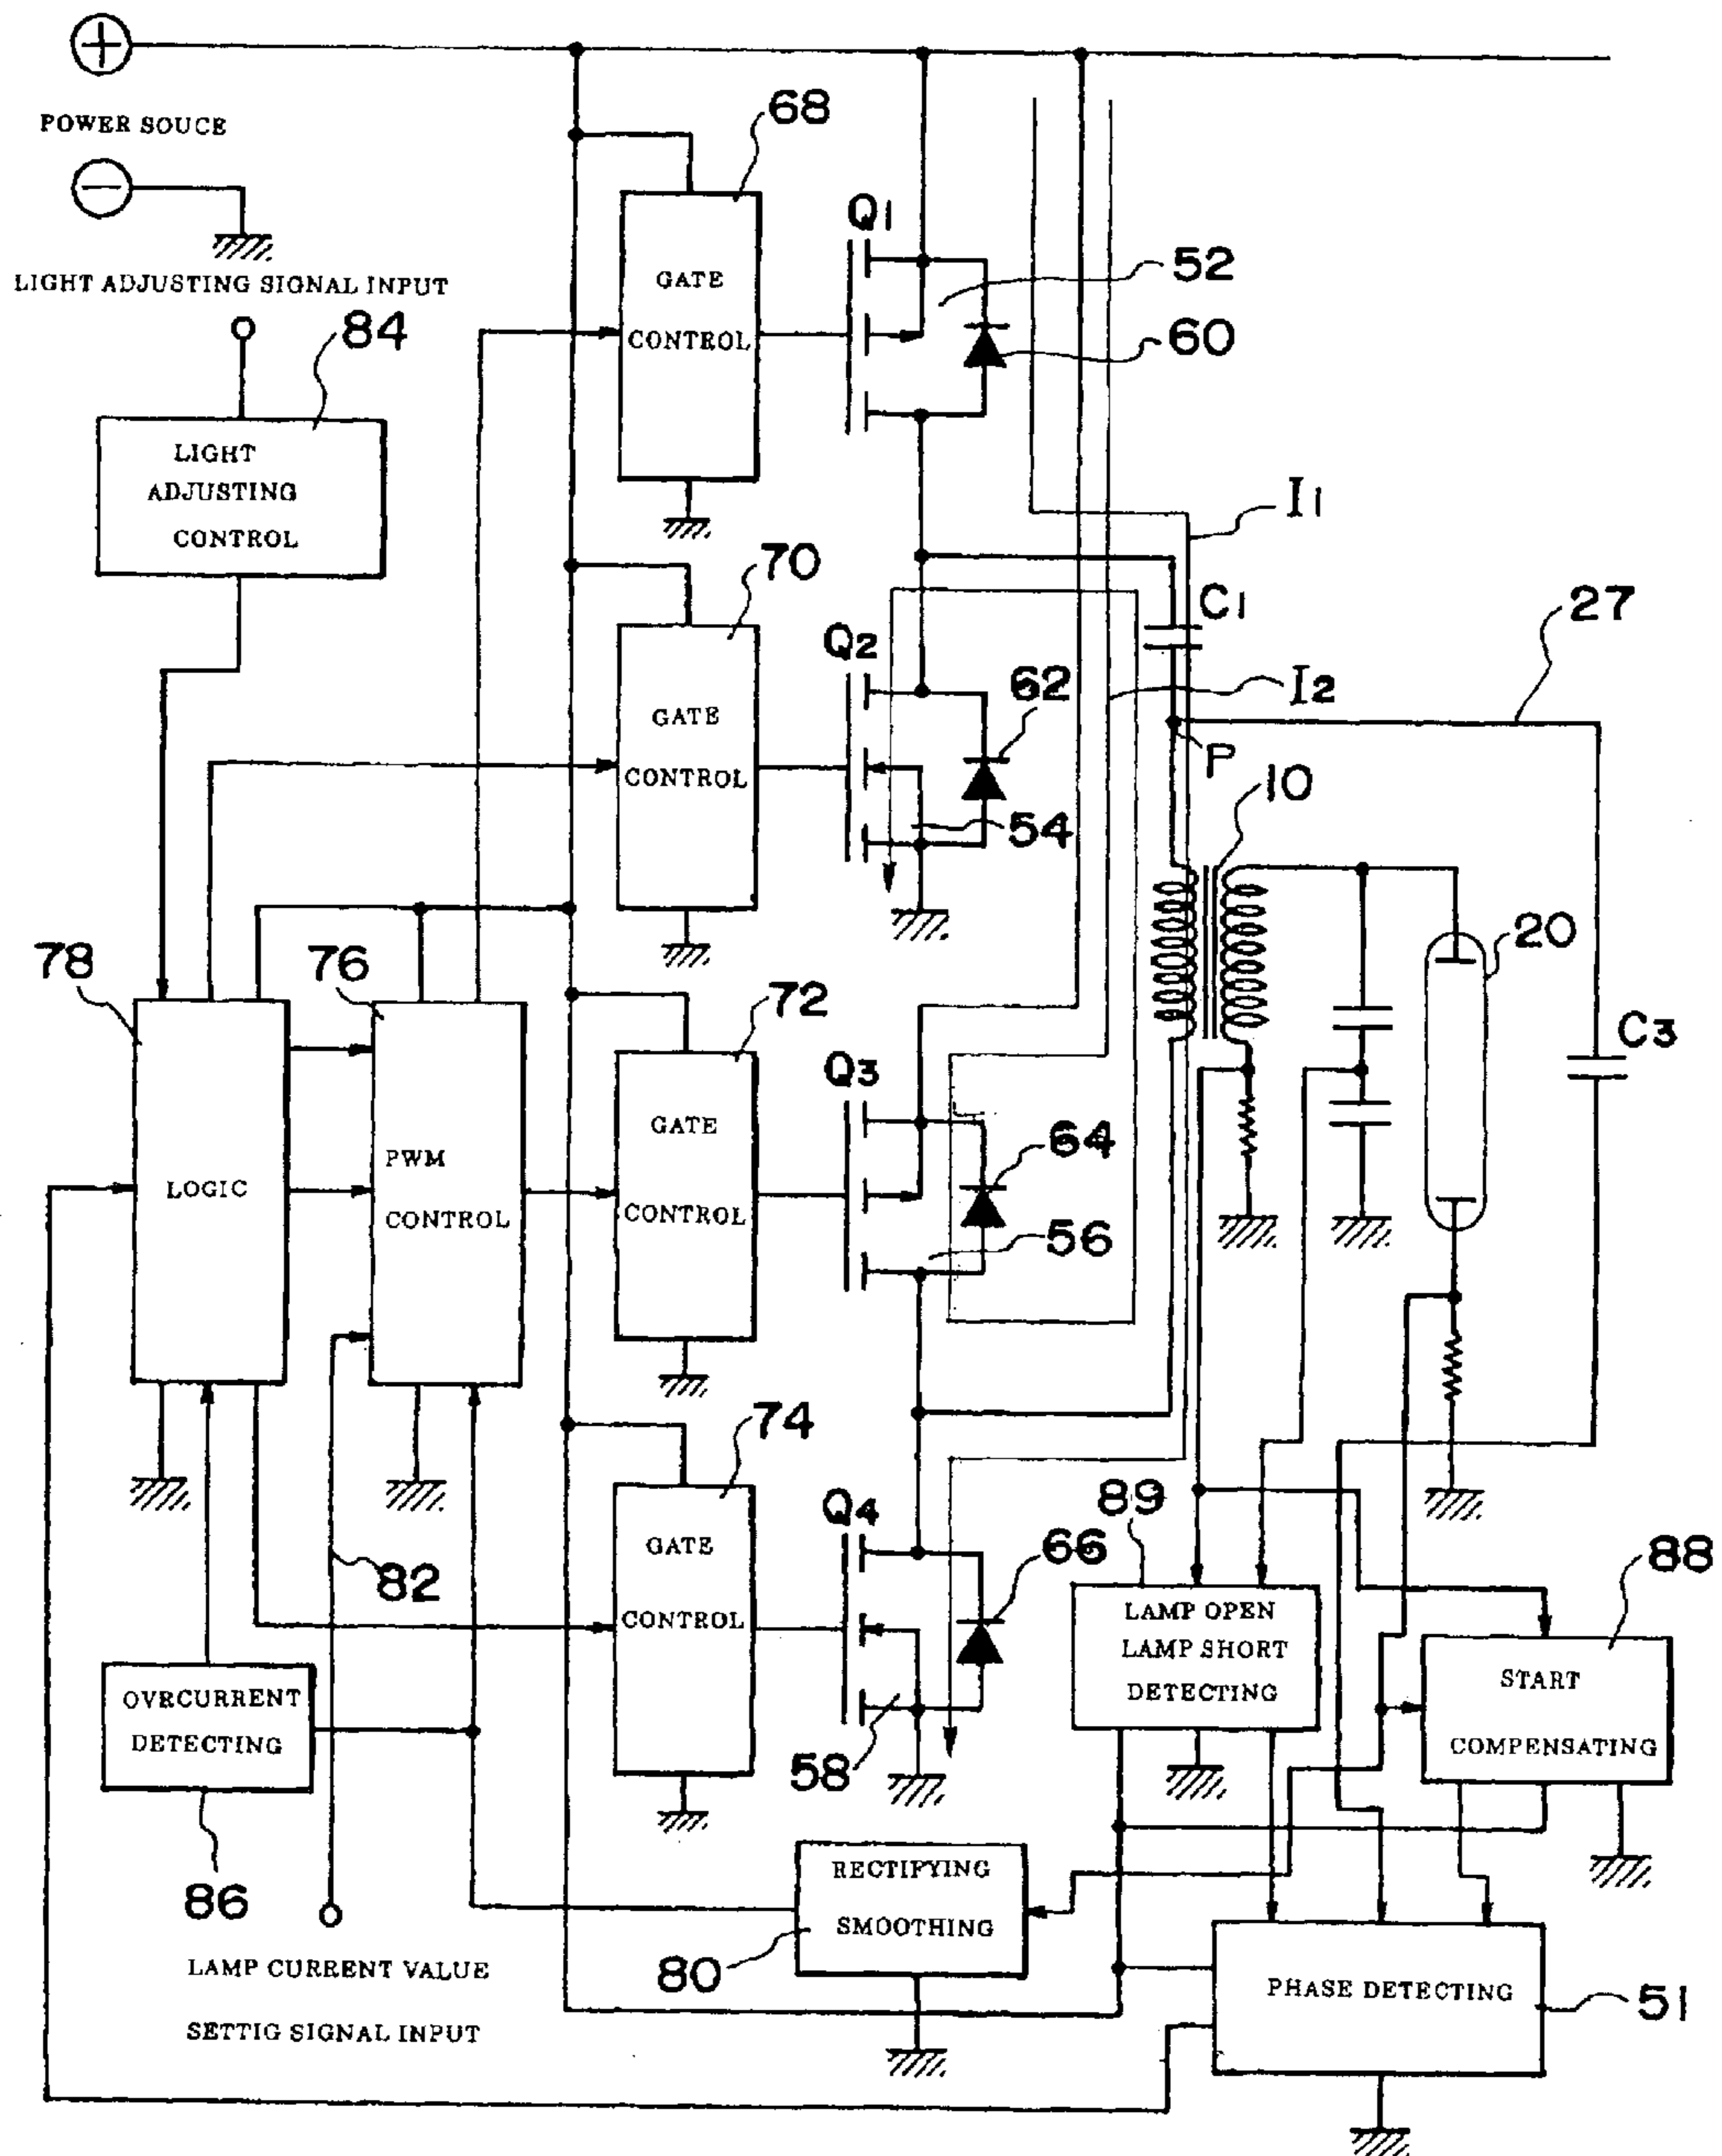 +
POWER SOUCE
−
LIGHT ADJUSTING SIGNAL INPUT
84
LIGHT
ADJUSTING
CONTROL
68
GATE
CONTROL
Q1
52
60
I1
70
GATE
CONTROL
Q2
62
54
C1
I2
27
P
10
20
C3
78
LOGIC
76
PWM
CONTROL
72
GATE
CONTROL
Q3
64
56
74
GATE
CONTROL
Q4
66
58
82
OVRCURRENT
DETECTING
86
LAMP CURRENT VALUE
SETTIG SIGNAL INPUT
89
LAMP OPEN
LAMP SHORT
DETECTING
88
START
COMPENSATING
RECTIFYING
SMOOTHING
80
PHASE DETECTING
51